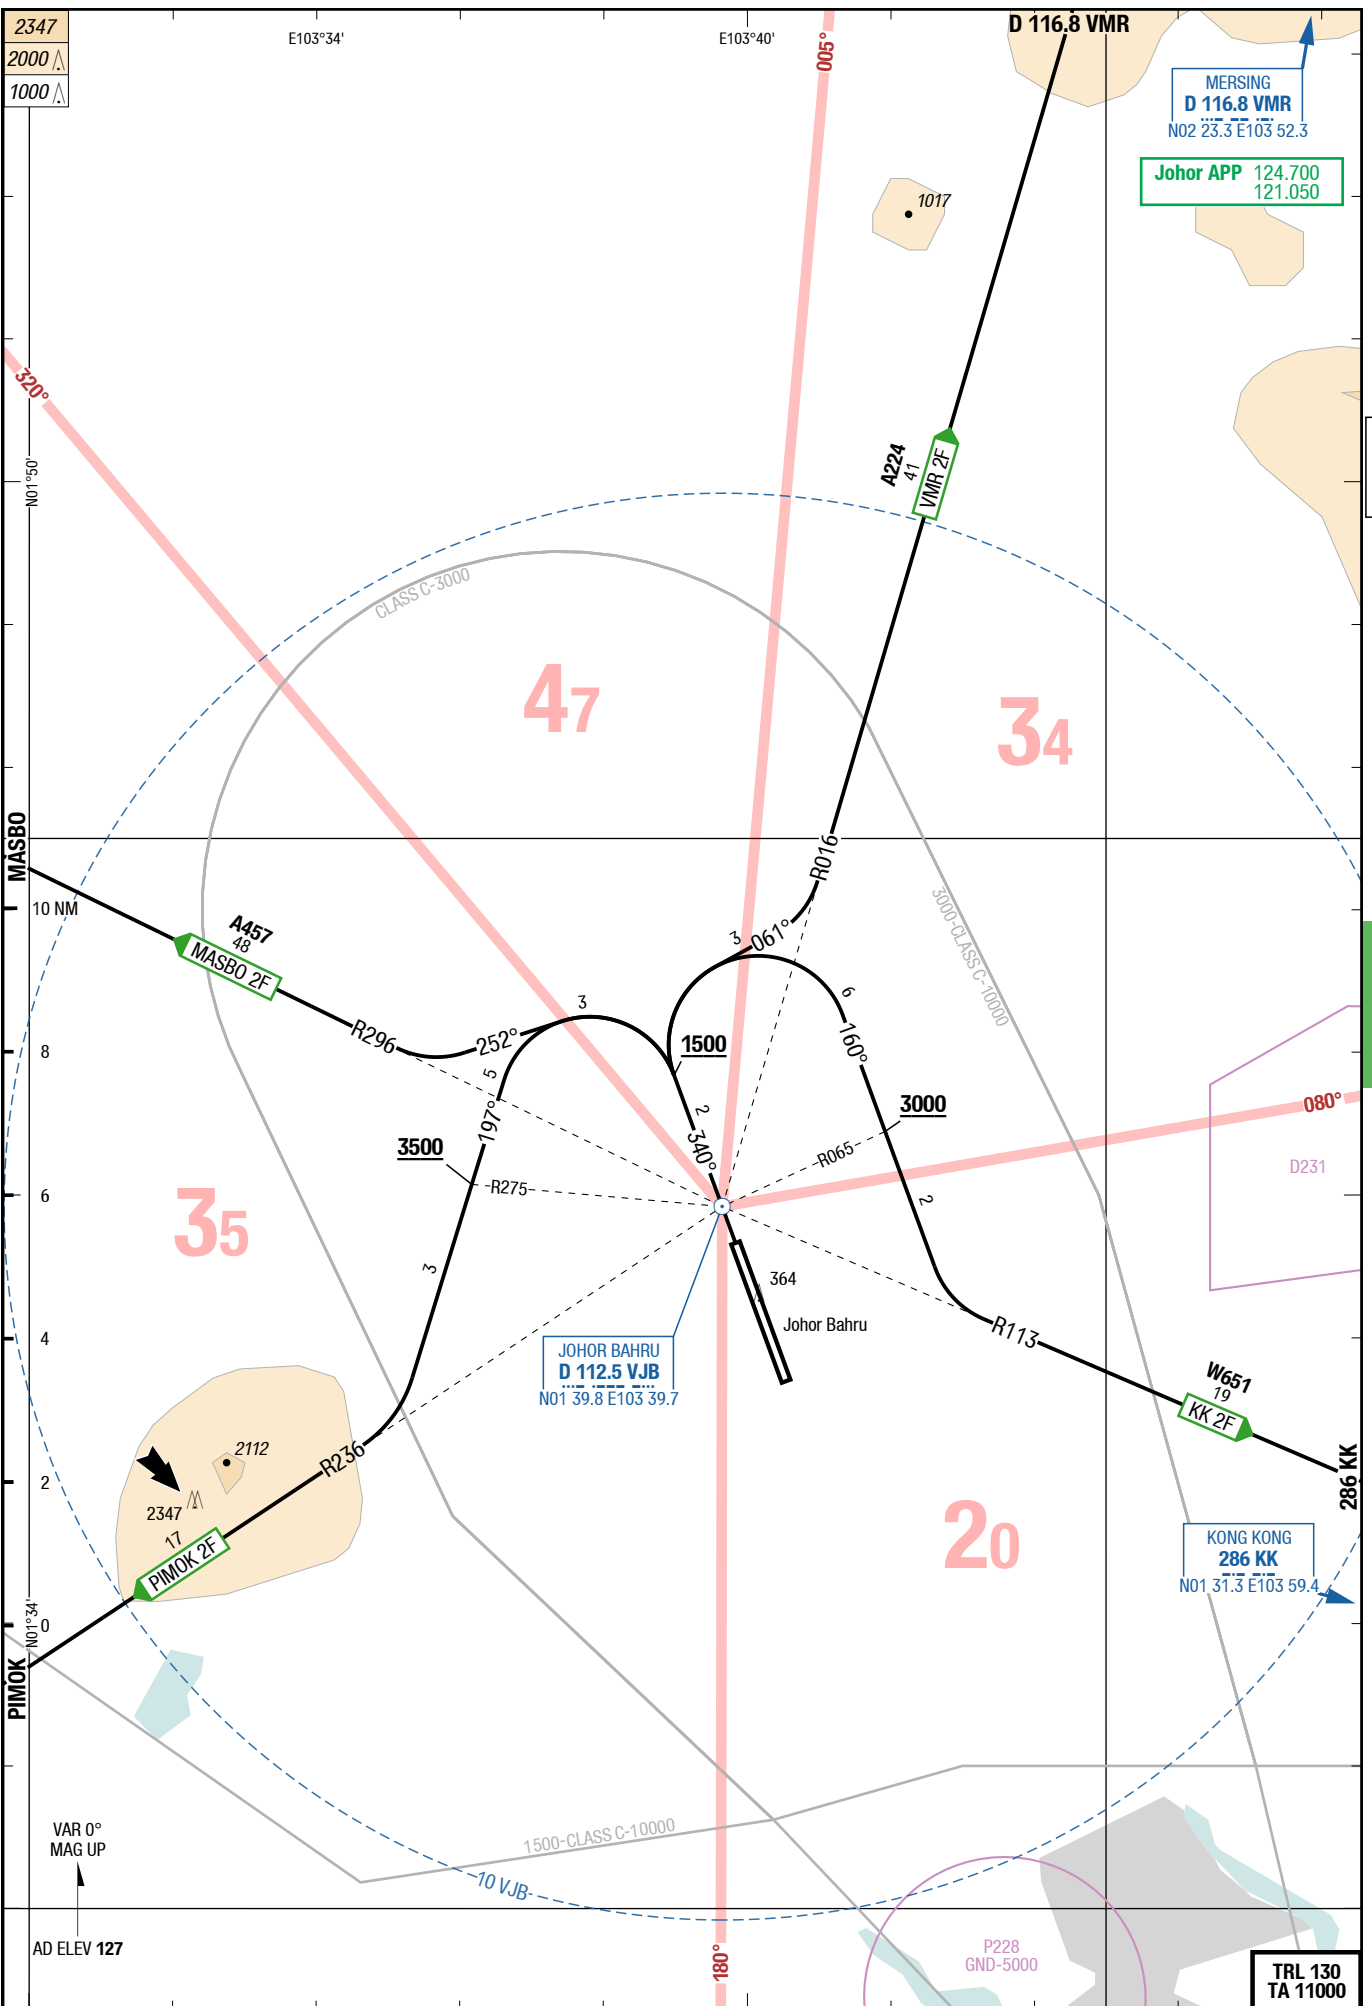 2347
2000
1000
E103°34'
E103°40'
005°
D 116.8 VMR
MERSING
D 116.8 VMR
N02 23.3 E103 52.3
Johor APP 124.700
121.050
1017
320°
N01°50'
A224
41
VMR 2F
CLASS C-3000
47
34
MASBO
R016
10 NM
A457
48
MASBO 2F
3000-CLASS C-10000
3
061°
3
6
R296
252°
1500
160°
8
5
2
3000
080°
197°
340°
3500
R065
D231
R275
6
2
35
3
364
Johor Bahru
4
JOHOR BAHRU
D 112.5 VJB
N01 39.8 E103 39.7
R113
W651
19
KK 2F
2112
R236
286 KK
2
2347
17
PIMOK 2F
20
KONG KONG
286 KK
N01 31.3 E103 59.4
N01°34'
0
PIMOK
VAR 0°
MAG UP
1500-CLASS C-10000
10 VJB
AD ELEV 127
180°
P228
GND-5000
TRL 130
TA 11000